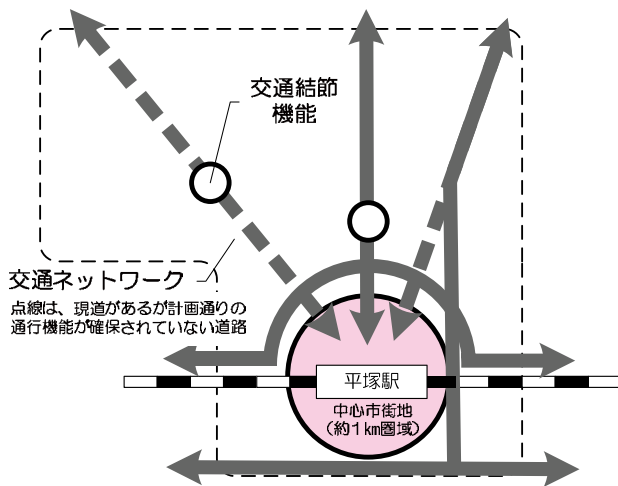 交通結節
機能
交通ネットワーク
点線は、現道があるが計画通りの
通行機能が確保されていない道路
平塚駅
中心市街地
（約1㎞圏域）